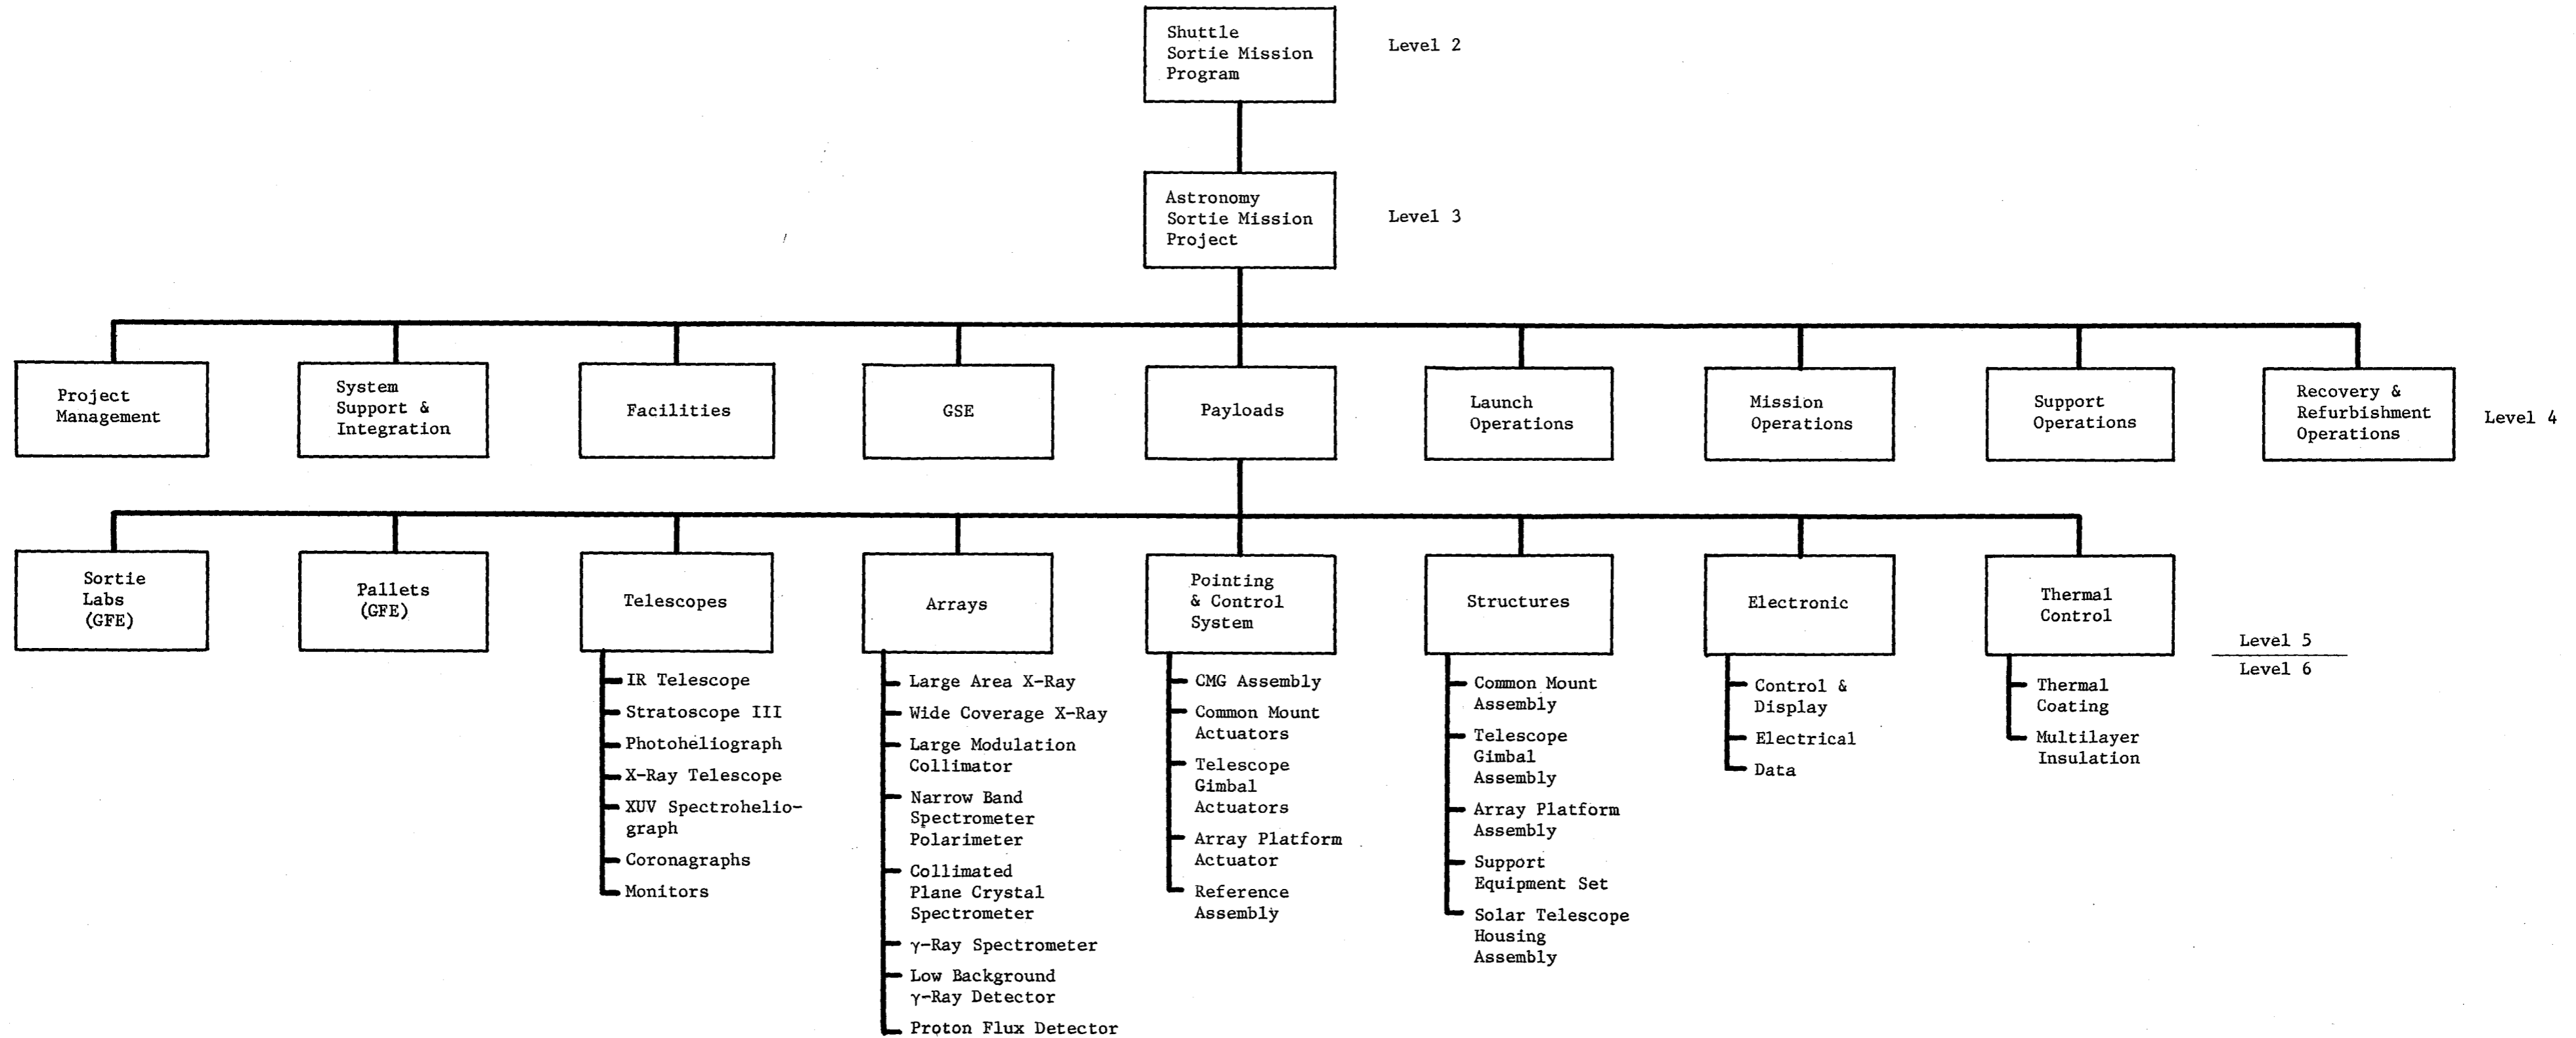 Shuttle
Sortie Mission
Program
Level 2
Astronomy
Sortie Mission
Project
Level 3
Project
Management
System
Support &
Integration
Facilities
GSE
Payloads
Launch
Operations
Mission
Operations
Support
Operations
Recovery &
Refurbishment
Operations
Level 4
Sortie
Labs
(GFE)
Pallets
(GFE)
Telescopes
Arrays
Pointing
& Control
System
Structures
Electronic
Thermal
Control
Level 5
Level 6
IR Telescope
Stratoscope III
Photoheliograph
X-Ray Telescope
XUV Spectrohelio-
graph
Coronagraphs
Monitors
Large Area X-Ray
Wide Coverage X-Ray
Large Modulation
Collimator
Narrow Band
Spectrometer
Polarimeter
Collimated
Plane Crystal
Spectrometer
γ-Ray Spectrometer
Low Background
γ-Ray Detector
Proton Flux Detector
CMG Assembly
Common Mount
Actuators
Telescope
Gimbal
Actuators
Array Platform
Actuator
Reference
Assembly
Common Mount
Assembly
Telescope
Gimbal
Assembly
Array Platform
Assembly
Support
Equipment Set
Solar Telescope
Housing
Assembly
Control &
Display
Electrical
Data
Thermal
Coating
Multilayer
Insulation